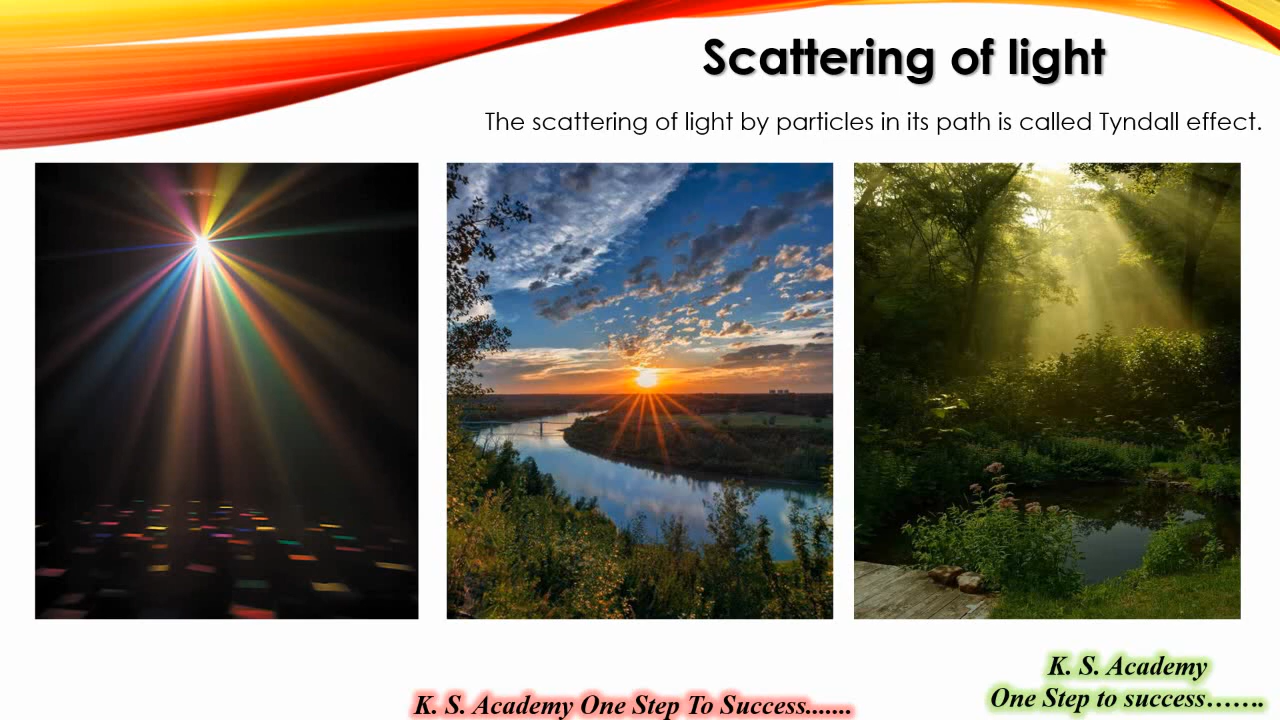 Scattering of light
The scattering of light by particles in its path is called Tyndall effect.
K. S. Academy
One Step to success…….
K. S. Academy One Step To Success.......